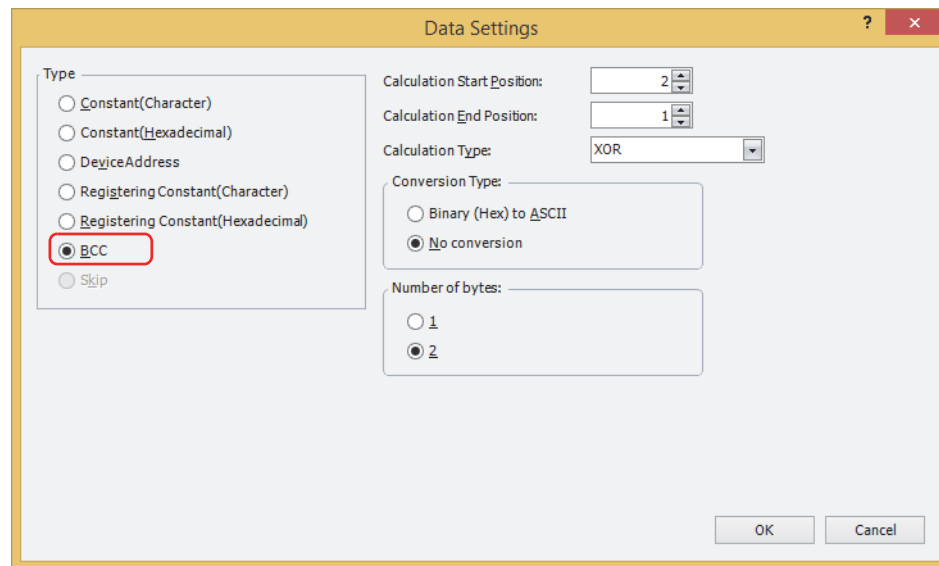 Data Settings
?
Type
Constant(Character)
Constant(Hexadecimal)
DeviceAddress
Registering Constant(Character)
Registering Constant(Hexadecimal)
BCC
Skip
Calculation Start Position: 2
Calculation End Position: 1
Calculation Type: XOR
Conversion Type:
Binary (Hex) to ASCII
No conversion
Number of bytes:
1
2
OK Cancel